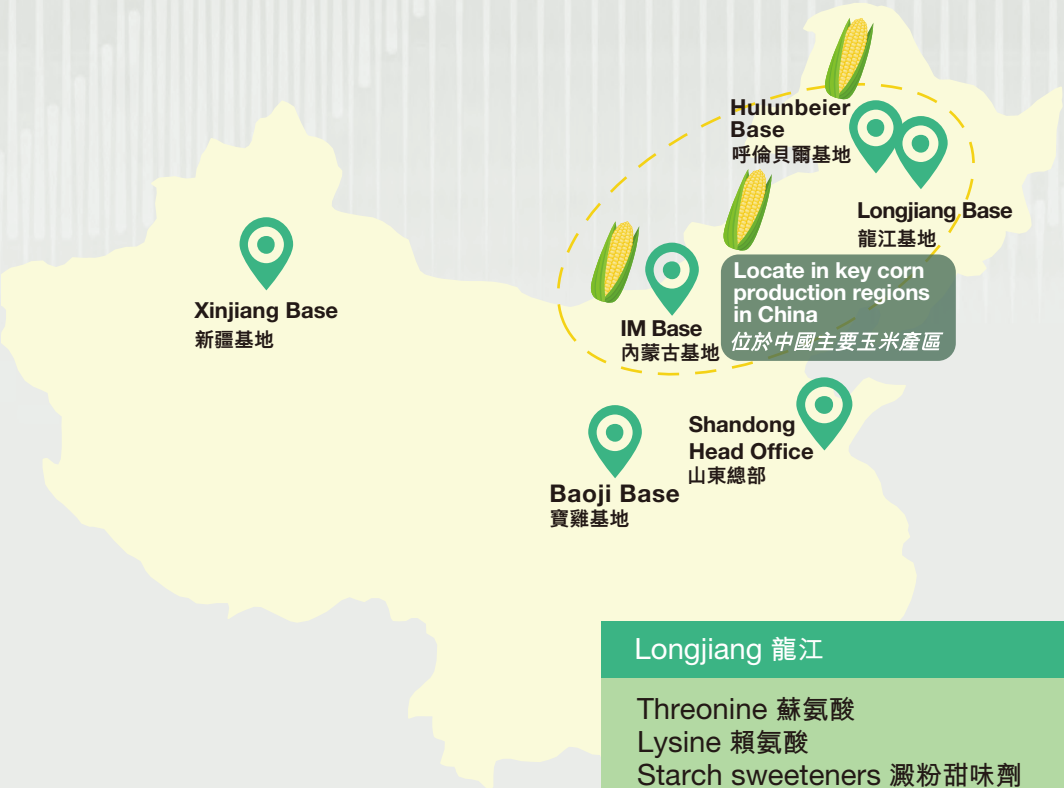 Hulunbeier
Base
呼倫貝爾基地
Longjiang Base
龍江基地
Locate in key corn
production regions
in China
位於中國主要玉米產區
Xinjiang Base
新疆基地
IM Base
內蒙古基地
Shandong
Head Office
山東總部
Baoji Base
寶雞基地
Longjiang 龍江
Threonine 蘇氨酸
Lysine 賴氨酸
Starch sweeteners 澱粉甜味劑